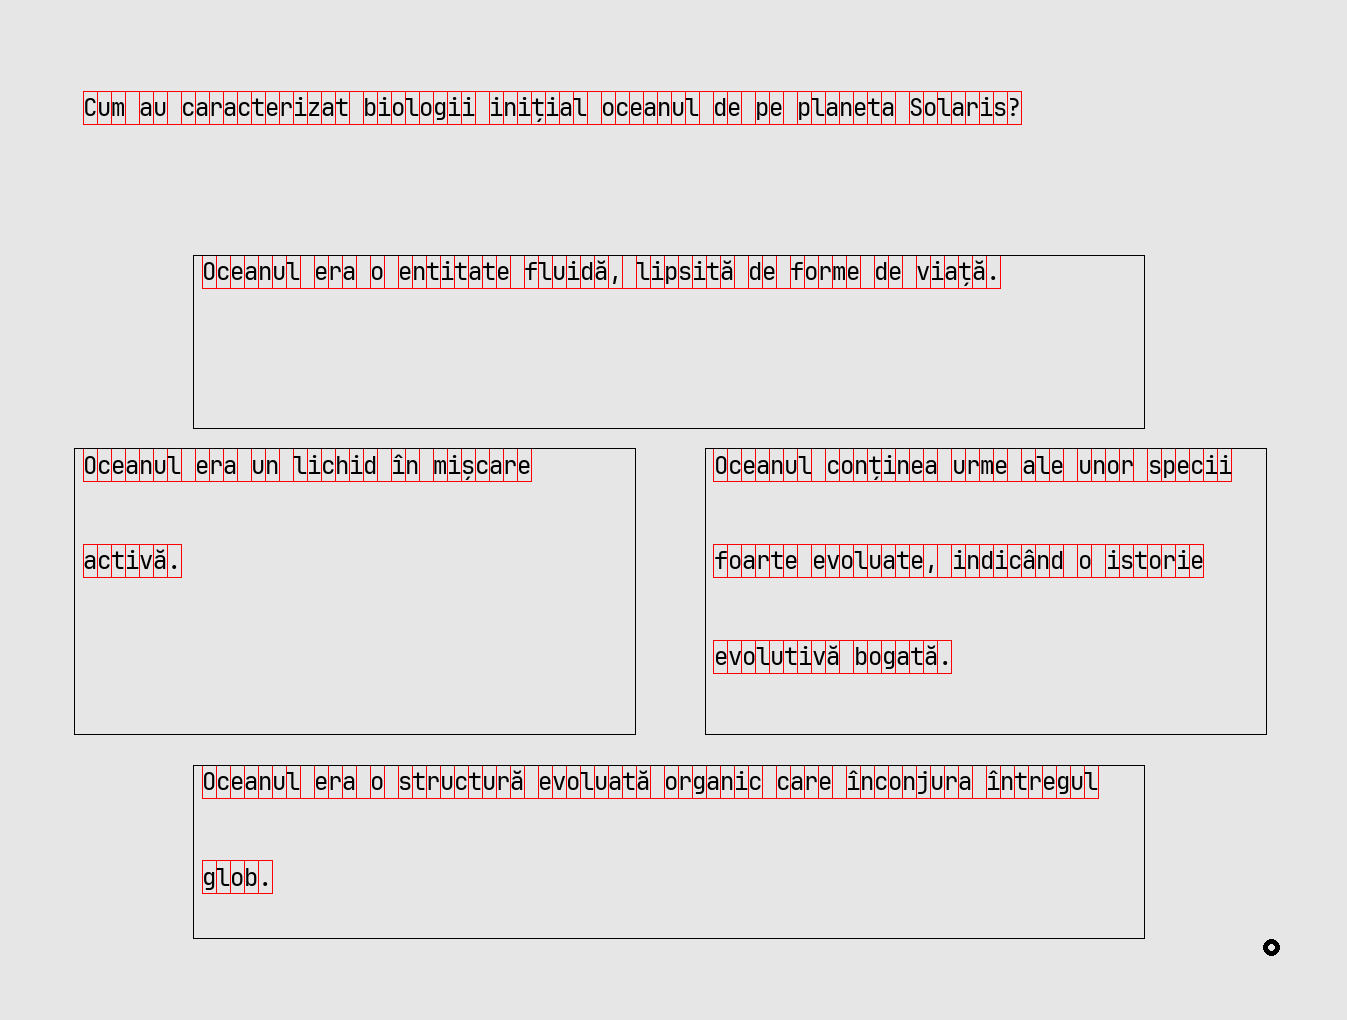 Cum au caracterizat biologii inițial oceanul de pe planeta Solaris?
Oceanul era o entitate fluidă, lipsită de forme de viață.
Oceanul era un lichid în mișcare
activă.
Oceanul conținea urme ale unor specii
foarte evoluate, indicând o istorie
evolutivă bogată.
Oceanul era o structură evoluată organic care înconjura întregul
glob.